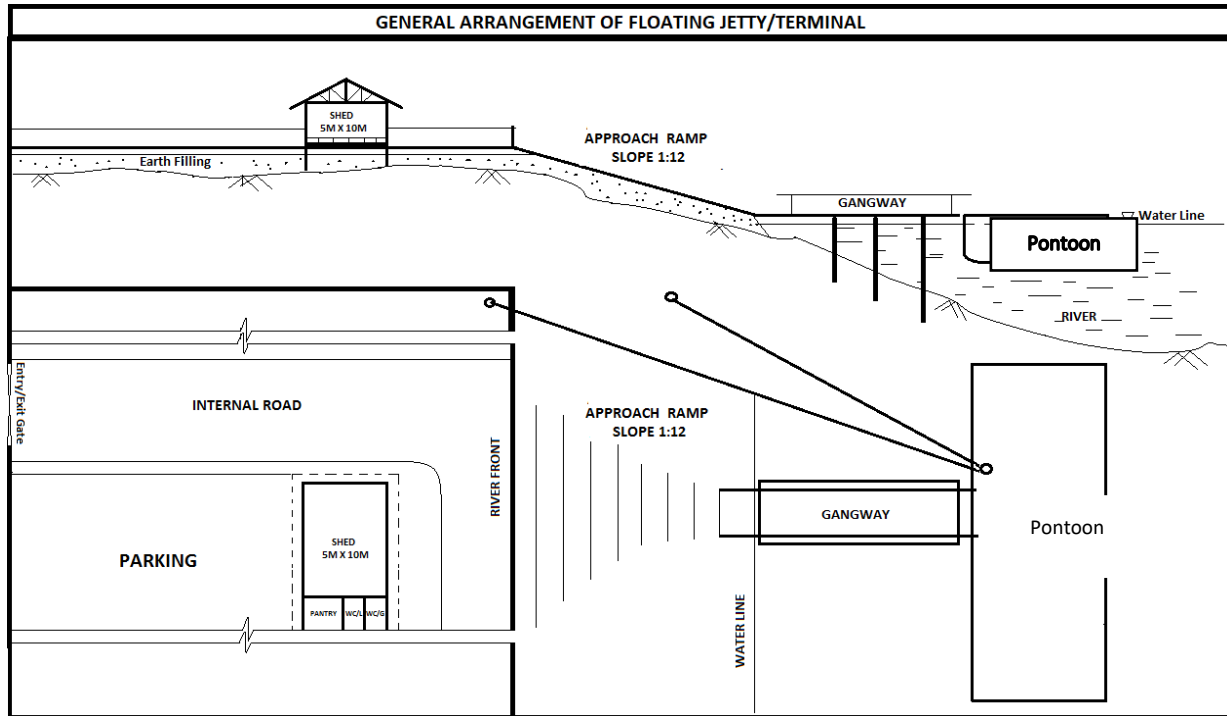 GENERAL ARRANGEMENT OF FLOATING JETTY/TERMINAL
SHED
5M X 10M
Earth Filling
APPROACH RAMP
SLOPE 1:12
GANGWAY
Water Line
Pontoon
RIVER
Entry/Exit Gate
INTERNAL ROAD
RIVER FRONT
APPROACH RAMP
SLOPE 1:12
GANGWAY
Pontoon
SHED
5M X 10M
PARKING
PANTRY
WC/L
WC/G
WATER LINE